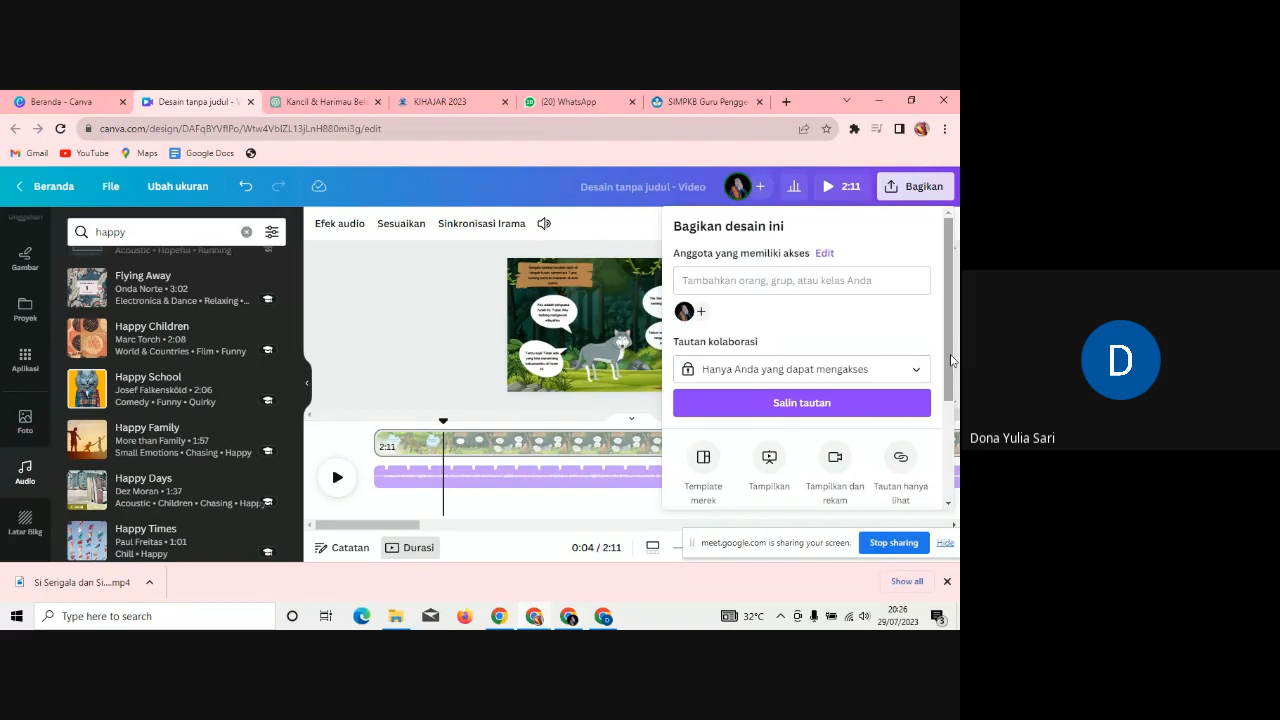 Beranda - Canva
Desain tanpa judul - V
Kancil & Harimau Bel
KIHAJAR 2023
(20) WhatsApp
SIMPKB Guru Pengge
canva.com/design/DAFqBYVflPo/Wtw4VblZL13jLnH880mi3g/edit
Gmail
YouTube
Maps
Google Docs
Beranda
File
Ubah ukuran
Desain tanpa judul - Video
2:11
Bagikan
Unggahan
Gambar
Proyek
Aplikasi
Foto
Audio
Latar Blkg
happy
Acoustic • Hopeful • Running
Flying Away
Onda Norte • 3:02
Electronica & Dance • Relaxing •...
Happy Children
Marc Torch • 2:08
World & Countries • Film • Funny
Happy School
Josef Falkensköld • 2:06
Comedy • Funny • Quirky
Happy Family
More than Family • 1:57
Small Emotions • Chasing • Happy
Happy Days
Dez Moran • 1:37
Acoustic • Children • Chasing • Happy
Happy Times
Paul Freitas • 1:01
Chill • Happy
Efek audio
Sesuaikan
Sinkronisasi Irama
2:11
Catatan
Durasi
0:04 / 2:11
Bagikan desain ini
Anggota yang memiliki akses Edit
Tambahkan orang, grup, atau kelas Anda
Tautan kolaborasi
Hanya Anda yang dapat mengakses
Salin tautan
Template
merek
Tampilkan
Tampilkan dan
rekam
Tautan hanya
lihat
meet.google.com is sharing your screen.
Stop sharing
Hide
Si Serigala dan Si....mp4
Show all
Type here to search
32°C
20:26
29/07/2023
3
D
Dona Yulia Sari